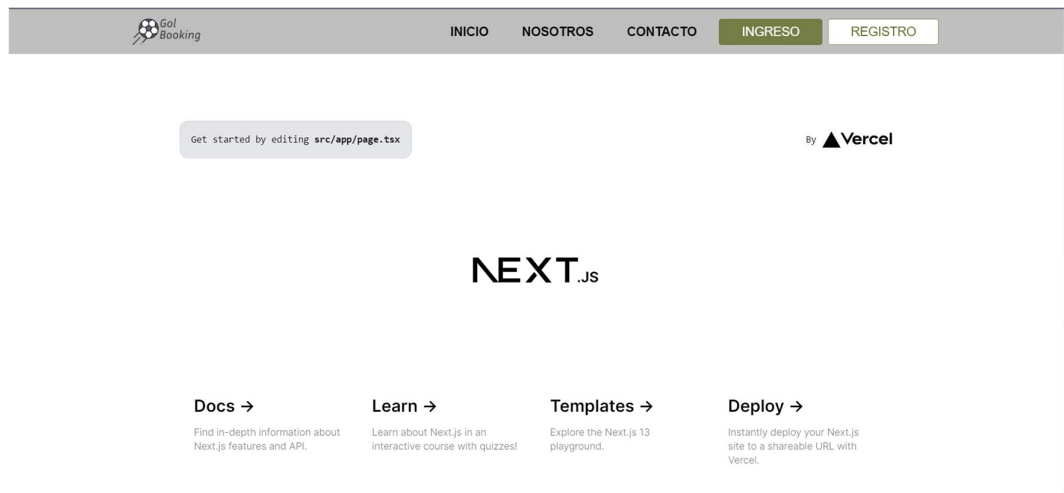 Gol
Booking
INICIO NOSOTROS CONTACTO INGRESO REGISTRO
Get started by editing src/app/page.tsx
By Vercel
NEXT.JS
Docs -> Learn -> Templates -> Deploy ->
Find in-depth information about Learn about Next.js in an Explore the Next.js 13 Instantly deploy your Next.js
Next.js features and API. interactive course with quizzes! playground. site to a shareable URL with
Vercel.